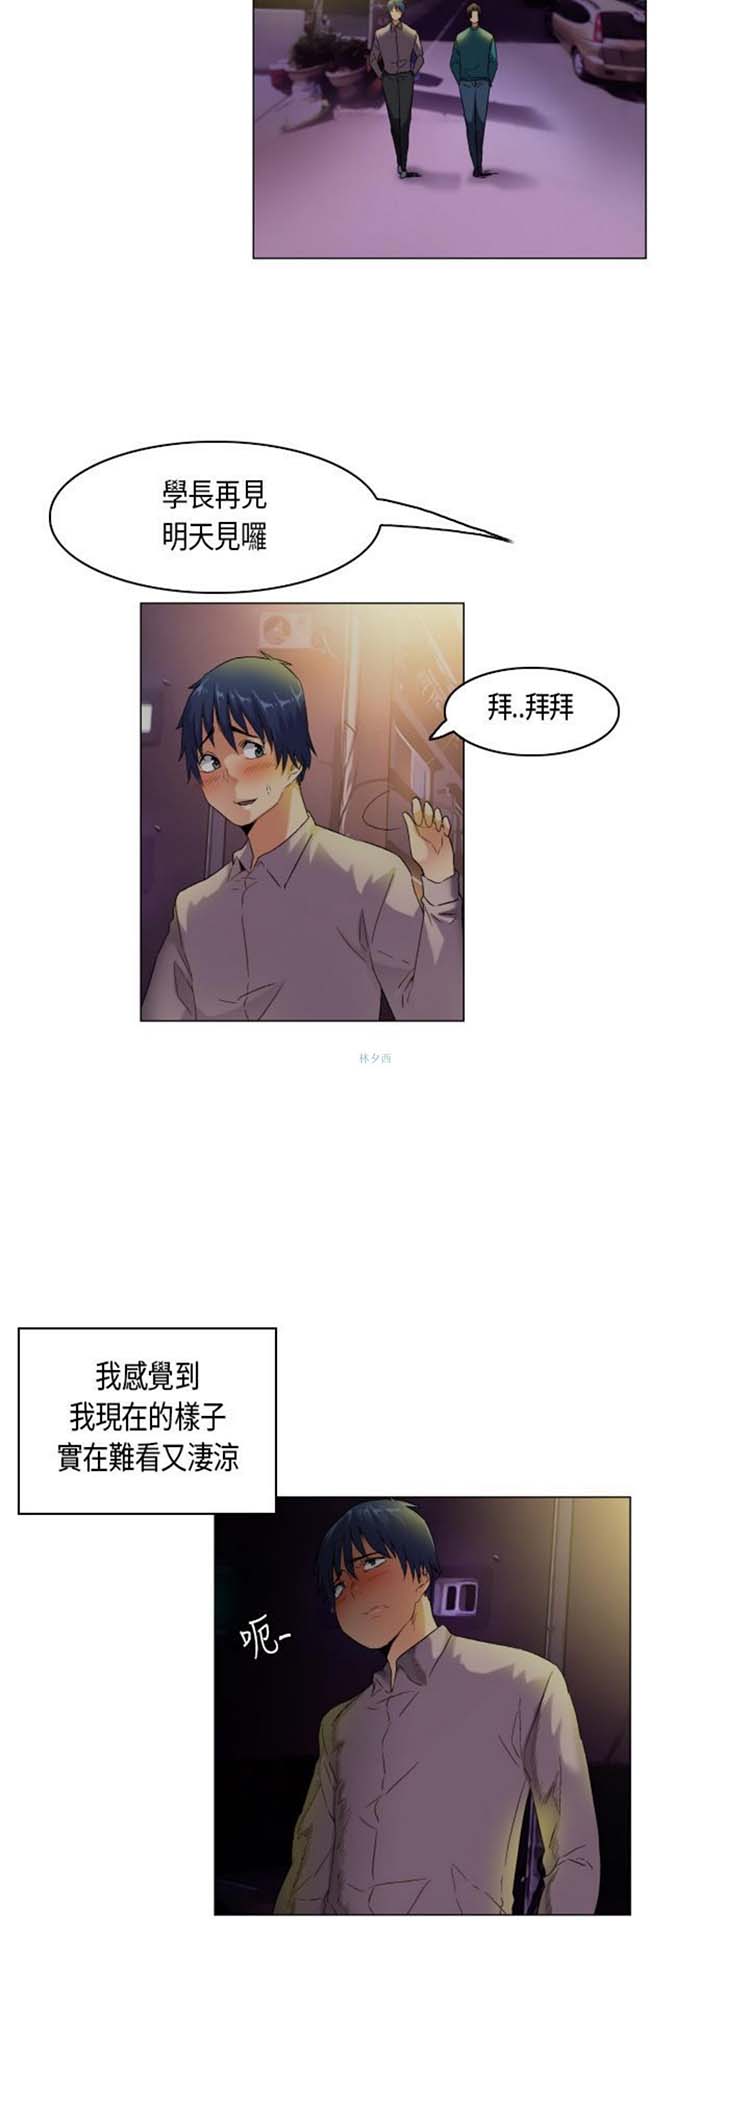 學長再見
明天見囉
拜..拜拜
林夕西
我感覺到
我現在的樣子
實在難看又淒涼
呃-